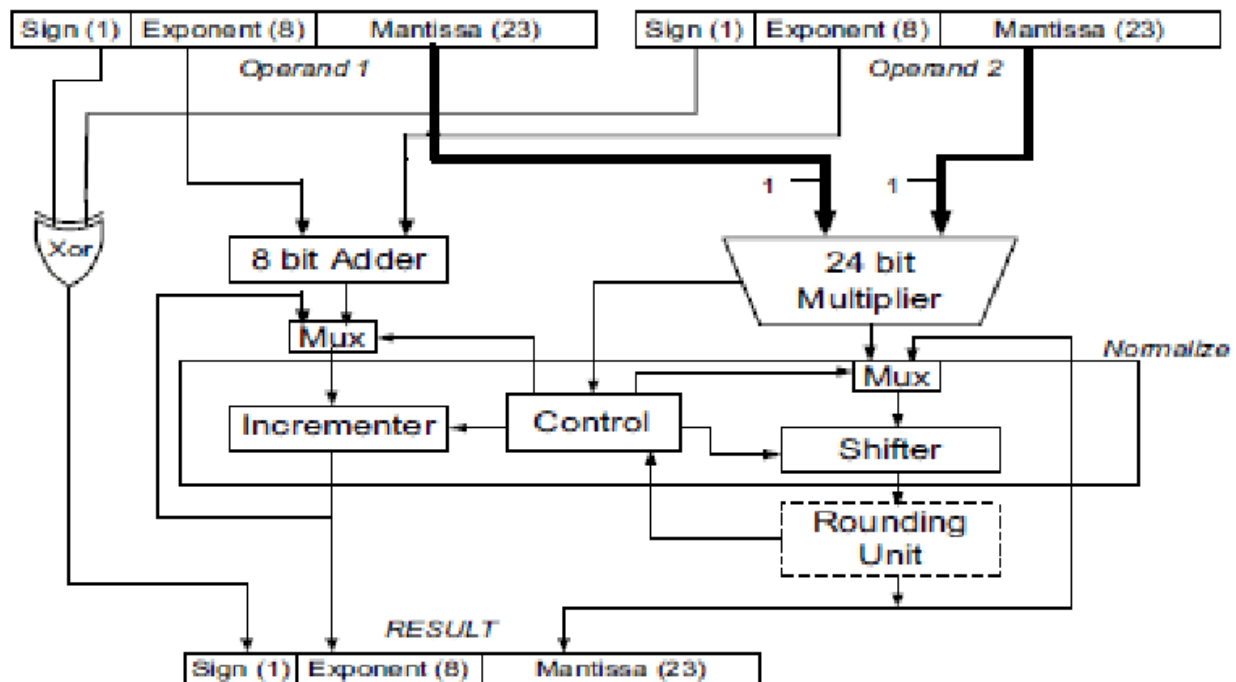 Sign (1) Exponent (8) Mantissa (23) Sign (1) Exponent (8) Mantissa (23)
Operand 1 Operand 2
1 1
Xor
8 bit Adder
24 bit
Multiplier
Mux
Normalize
Mux
Incrementer
Control
Shifter
Rounding
Unit
RESULT
Sign (1) Exponent (8) Mantissa (23)